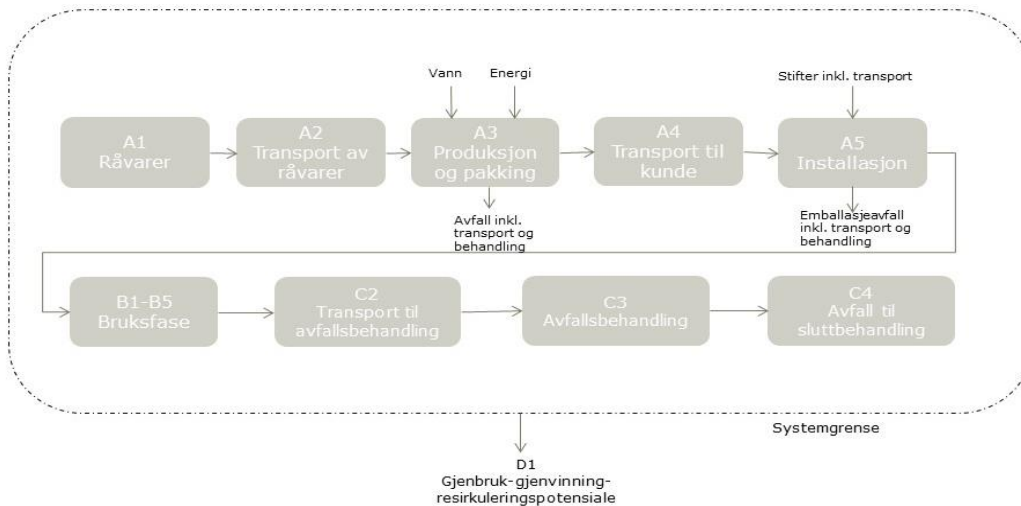 Vann
Energi
Stifter inkl. transport
A1
Råvarer
A2
Transport av
råvarer
A3
Produksjon
og pakking
A4
Transport til
kunde
A5
Installasjon
Avfall inkl.
transport og
behandling
Emballasjeavfall
inkl. transport og
behandling
B1-B5
Bruksfase
C2
Transport til
avfallsbehandling
C3
Avfallsbehandling
C4
Avfall til
sluttbehandling
Systemgrense
D1
Gjenbruk-gjenvinning-
resirkuleringspotensiale